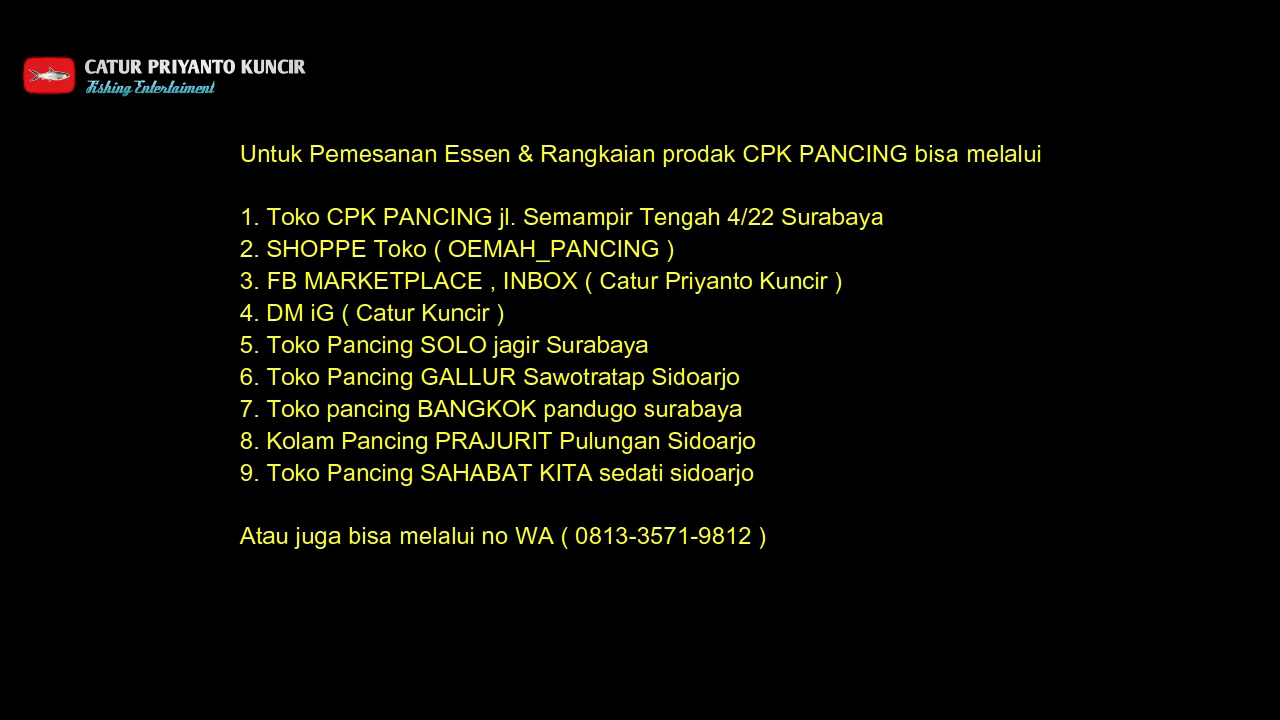 CATUR PRIYANTO KUNCIR
Fishing Entertaiment
Untuk Pemesanan Essen & Rangkaian prodak CPK PANCING bisa melalui
1. Toko CPK PANCING jl. Semampir Tengah 4/22 Surabaya
2. SHOPPE Toko ( OEMAH_PANCING )
3. FB MARKETPLACE , INBOX ( Catur Priyanto Kuncir )
4. DM iG ( Catur Kuncir )
5. Toko Pancing SOLO jagir Surabaya
6. Toko Pancing GALLUR Sawotratap Sidoarjo
7. Toko pancing BANGKOK pandugo surabaya
8. Kolam Pancing PRAJURIT Pulungan Sidoarjo
9. Toko Pancing SAHABAT KITA sedati sidoarjo
Atau juga bisa melalui no WA ( 0813-3571-9812 )